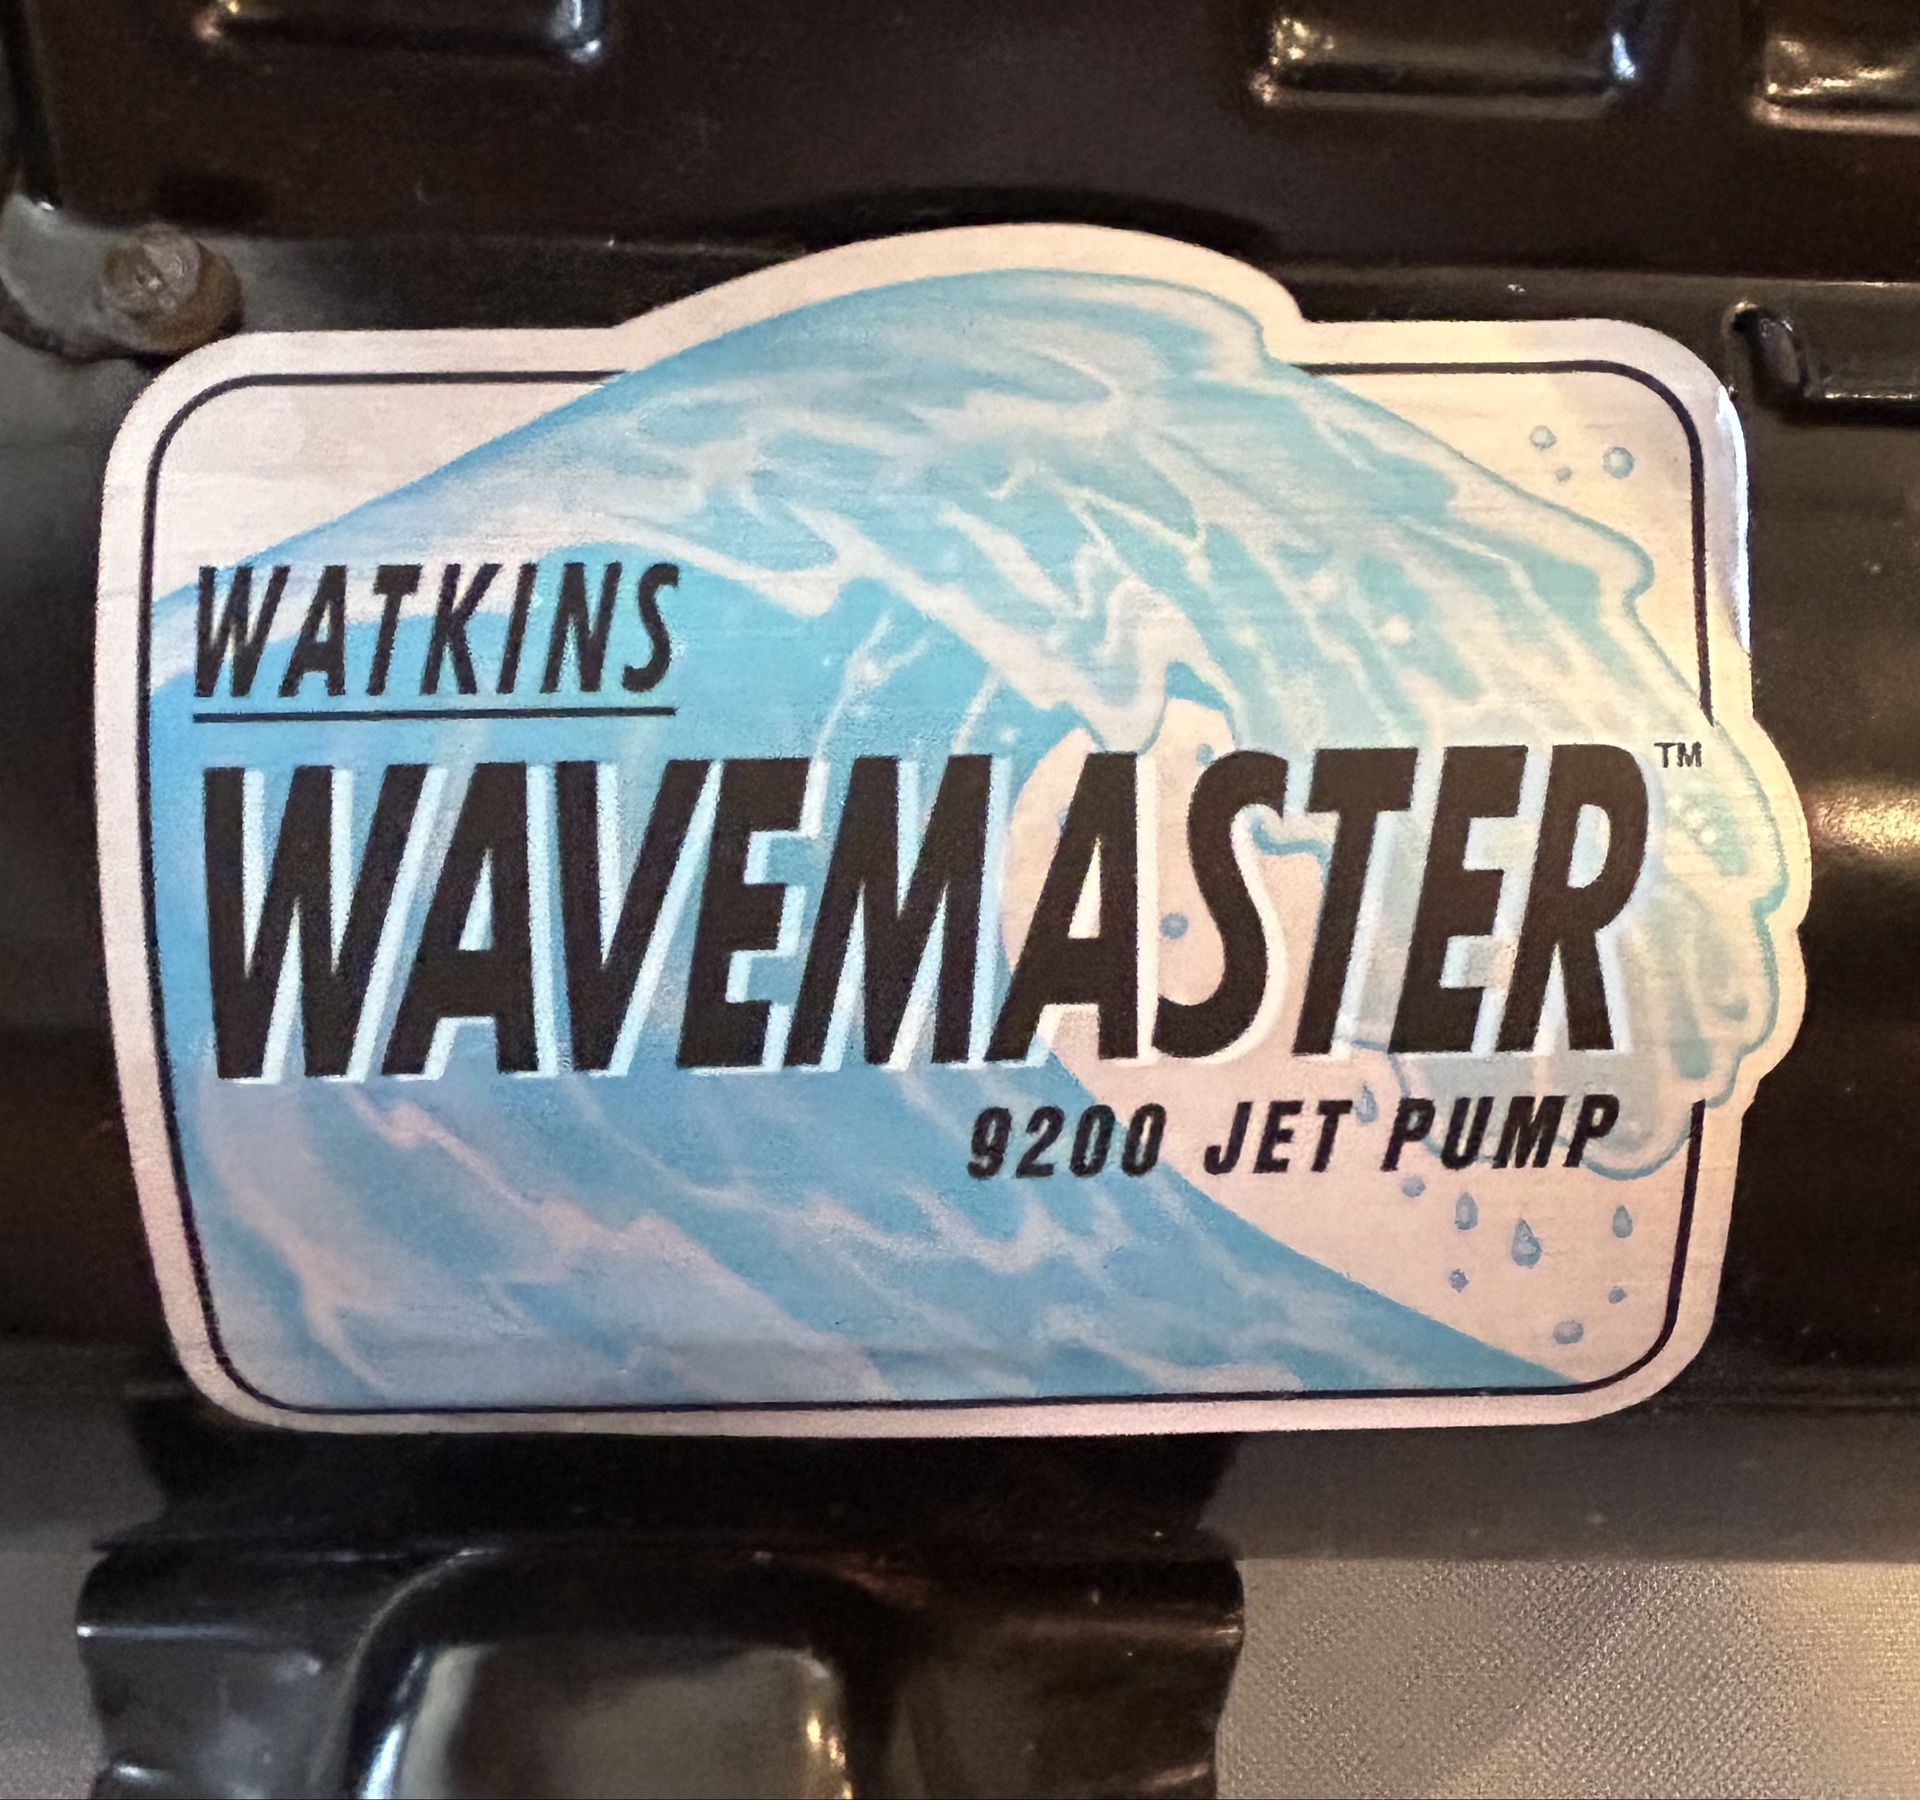 WATKINS
WAVEMASTER™
9200 JET PUMP